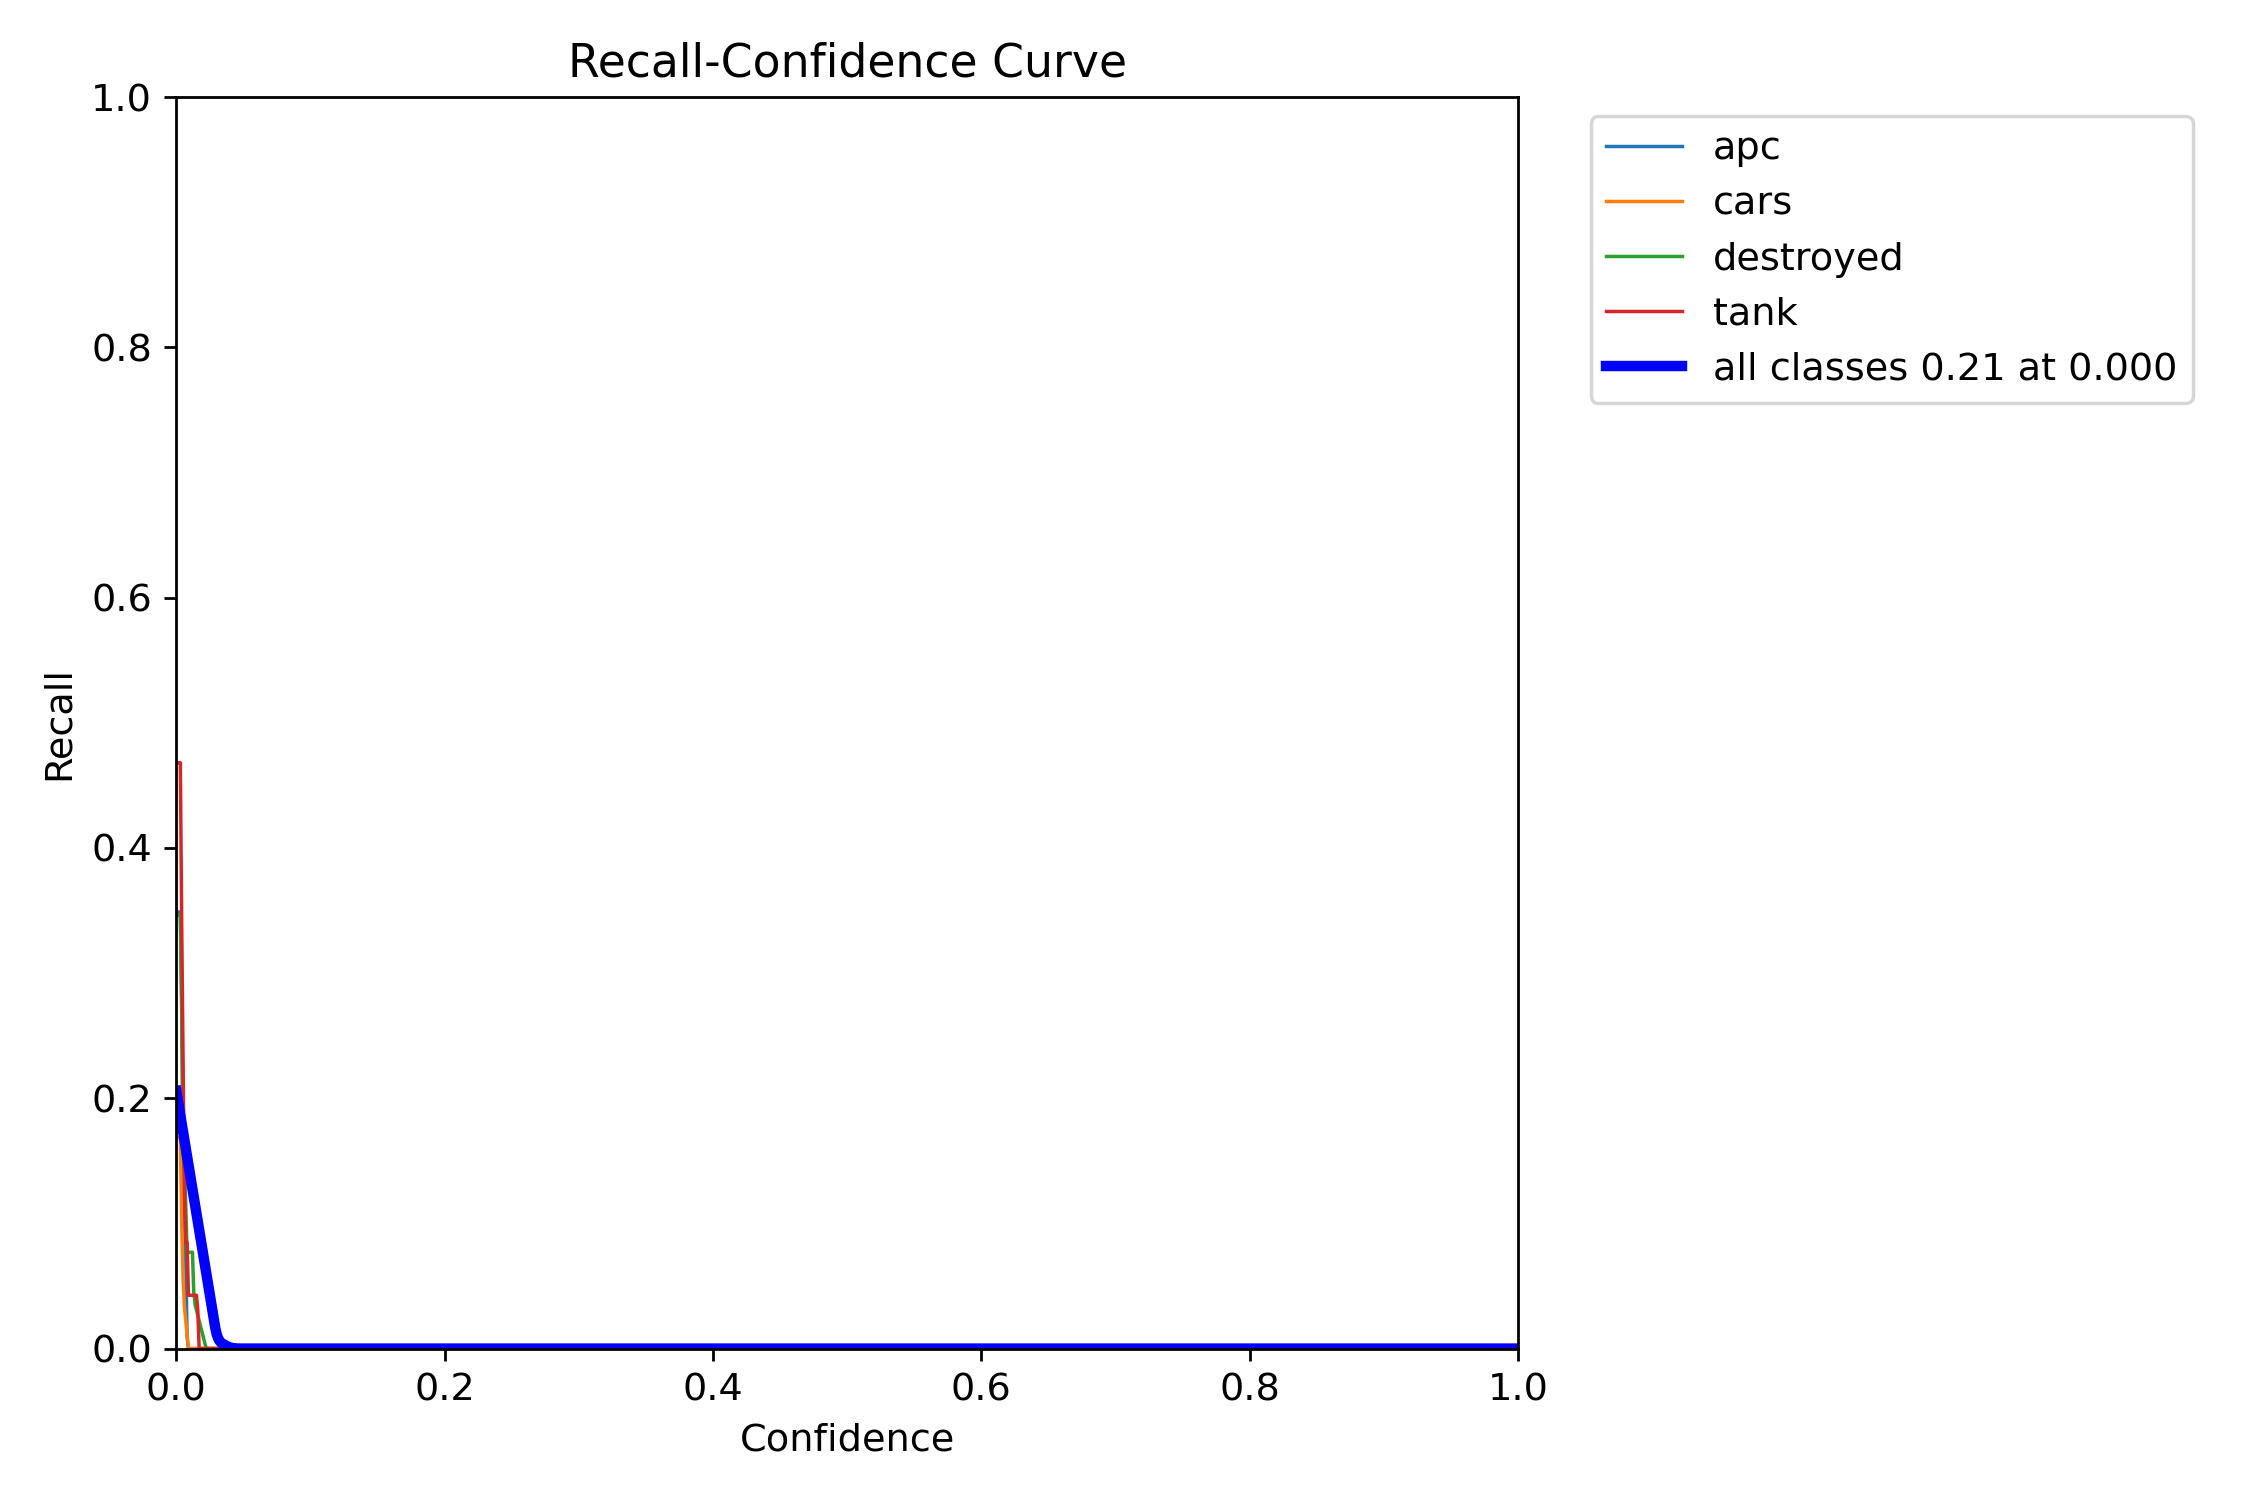 Recall-Confidence Curve
1.0
0.8
0.6
0.4
0.2
0.0
Recall
0.0 0.2 0.4 0.6 0.8 1.0
Confidence
apc
cars
destroyed
tank
all classes 0.21 at 0.000